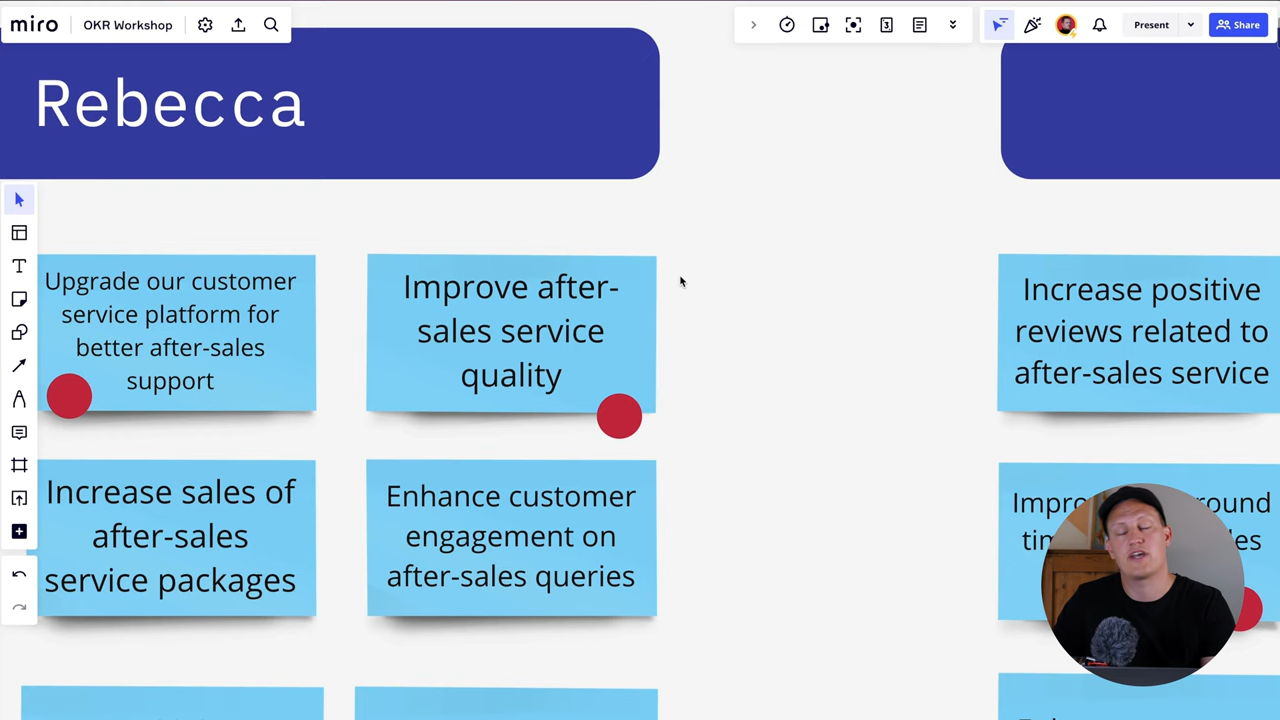 miro
OKR Workshop
3
Present
Share
Rebecca
Upgrade our customer
service platform for
better after-sales
support
Improve after-
sales service
quality
Increase positive
reviews related to
after-sales service
Increase sales of
after-sales
service packages
Enhance customer
engagement on
after-sales queries